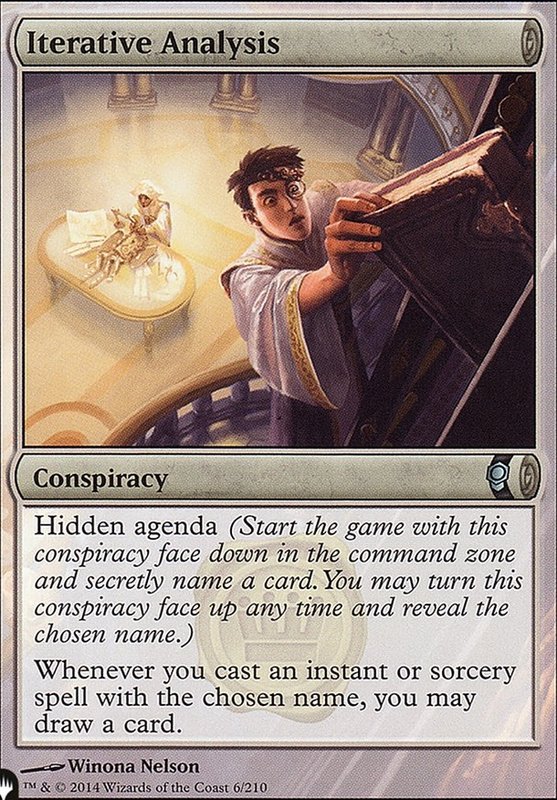 Iterative Analysis
Conspiracy
Hidden agenda (Start the game with this
conspiracy face down in the command zone
and secretly name a card. You may turn this
conspiracy face up any time and reveal the
chosen name.)
Whenever you cast an instant or sorcery
spell with the chosen name, you may
draw a card.
Winona Nelson
™ & © 2014 Wizards of the Coast 6/210